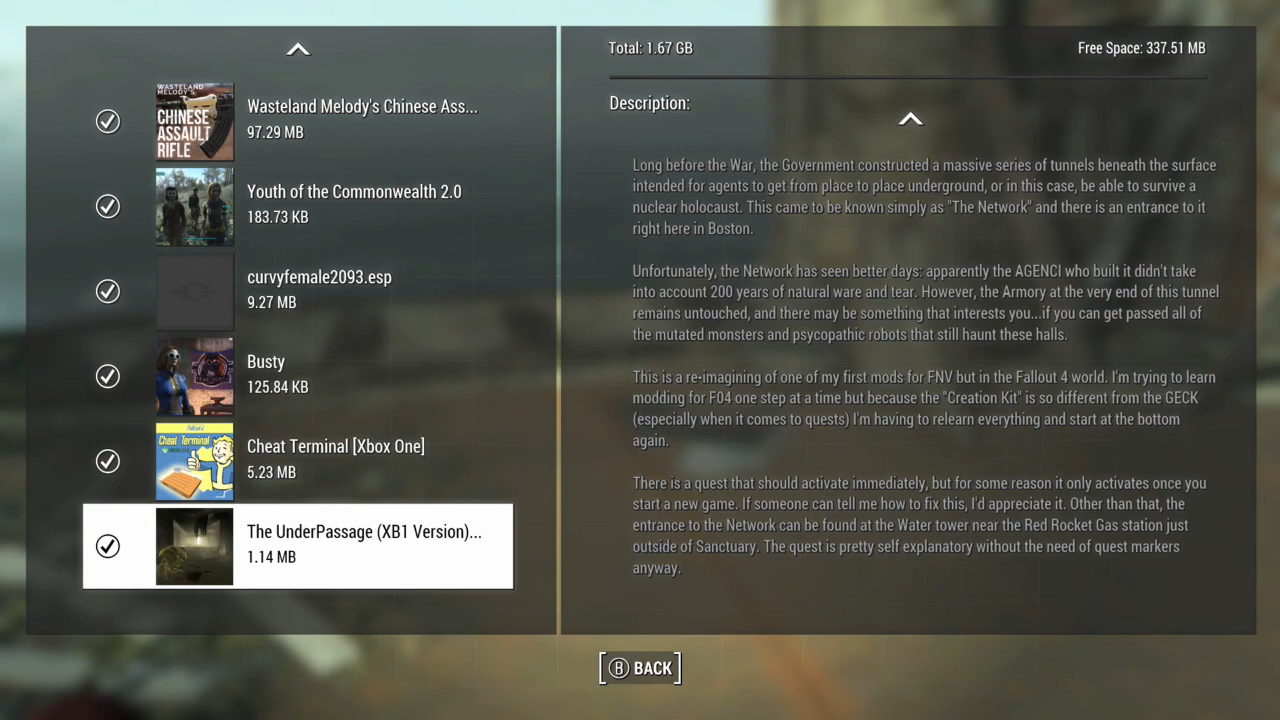 Total: 1.67 GB
Free Space: 337.51 MB
WASTELAND
MELODY'S
CHINESE
ASSAULT
RIFLE
Wasteland Melody's Chinese Ass...
97.29 MB
Youth of the Commonwealth 2.0
183.73 KB
curvyfemale2093.esp
9.27 MB
Busty
125.84 KB
Cheat Terminal
Cheat Terminal [Xbox One]
5.23 MB
The UnderPassage (XB1 Version)...
1.14 MB
Description:
Long before the War, the Government constructed a massive series of tunnels beneath the surface
intended for agents to get from place to place underground, or in this case, be able to survive a
nuclear holocaust. This came to be known simply as "The Network" and there is an entrance to it
right here in Boston.
Unfortunately, the Network has seen better days: apparently the AGENCI who built it didn't take
into account 200 years of natural ware and tear. However, the Armory at the very end of this tunnel
remains untouched, and there may be something that interests you...if you can get passed all of
the mutated monsters and psycopathic robots that still haunt these halls.
This is a re-imagining of one of my first mods for FNV but in the Fallout 4 world. I'm trying to learn
modding for F04 one step at a time but because the "Creation Kit" is so different from the GECK
(especially when it comes to quests) I'm having to relearn everything and start at the bottom
again.
There is a quest that should activate immediately, but for some reason it only activates once you
start a new game. If someone can tell me how to fix this, I'd appreciate it. Other than that, the
entrance to the Network can be found at the Water tower near the Red Rocket Gas station just
outside of Sanctuary. The quest is pretty self explanatory without the need of quest markers
anyway.
B BACK